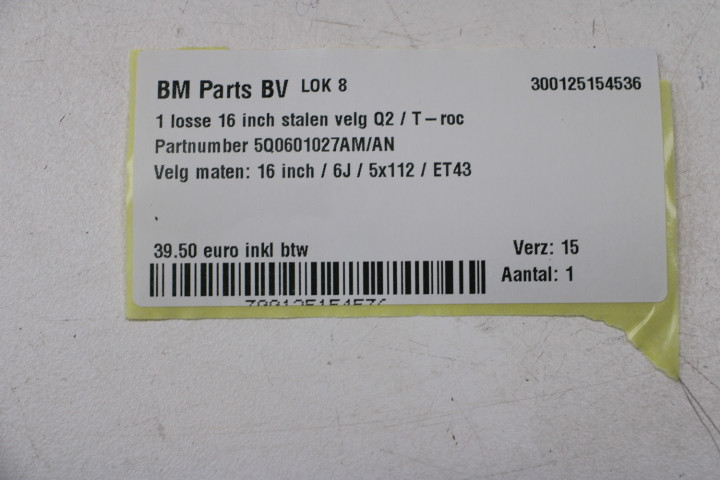 BM Parts BV LOK 8 300125154536
1 losse 16 inch stalen velg Q2 / T-roc
Partnumber 5Q0601027AM/AN
Velg maten: 16 inch / 6J / 5x112 / ET43
39.50 euro inkl btw Verz: 15
Aantal: 1
300125154536